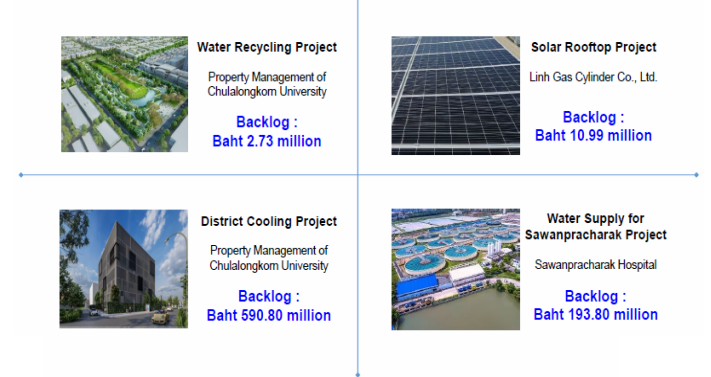 Water Recycling Project
Property Management of
Chulalongkorn University
Backlog :
Baht 2.73 million
Solar Rooftop Project
Linh Gas Cylinder Co., Ltd.
Backlog :
Baht 10.99 million
District Cooling Project
Property Management of
Chulalongkorn University
Backlog :
Baht 590.80 million
Water Supply for
Sawanpracharak Project
Sawanpracharak Hospital
Backlog :
Baht 193.80 million